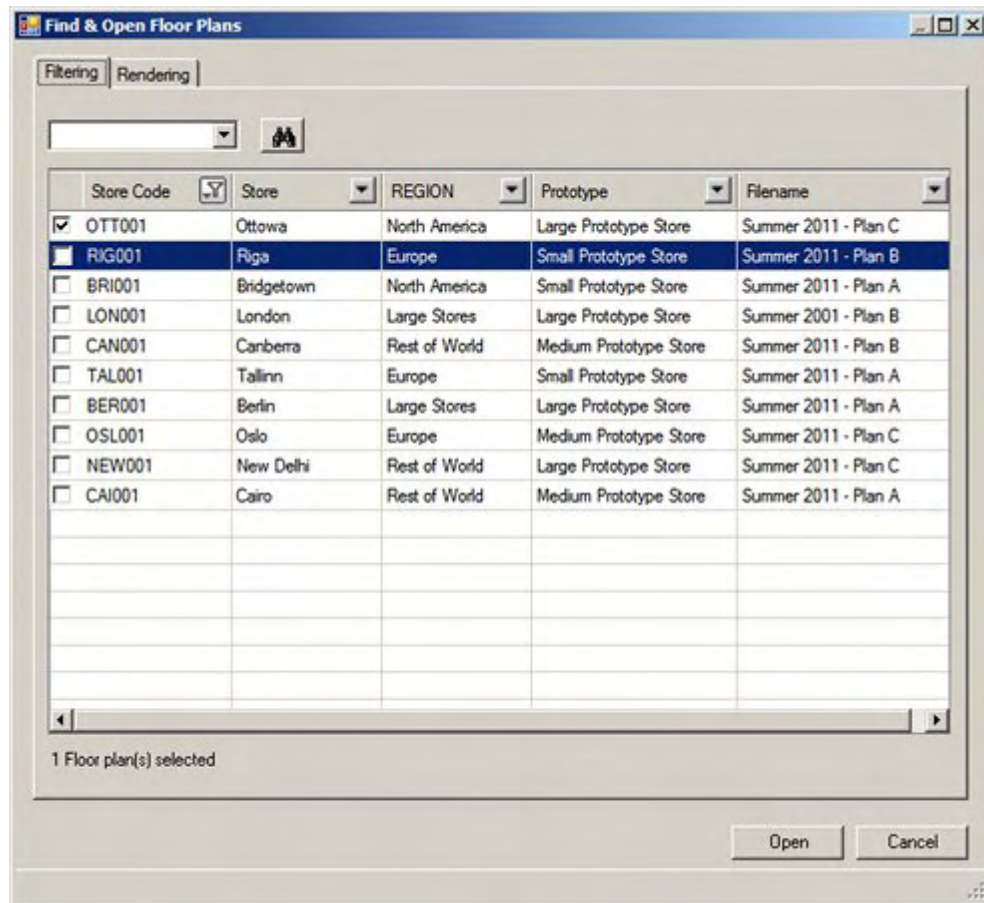 Find & Open Floor Plans
Filtering Rendering
Store Code Store REGION Prototype Filename
OTT001 Ottowa North America Large Prototype Store Summer 2011 - Plan C
RIG001 Riga Europe Small Prototype Store Summer 2011 - Plan B
BRI001 Bridgetown North America Small Prototype Store Summer 2011 - Plan A
LON001 London Large Stores Large Prototype Store Summer 2001 - Plan B
CAN001 Canberra Rest of World Medium Prototype Store Summer 2011 - Plan B
TAL001 Tallinn Europe Small Prototype Store Summer 2011 - Plan A
BER001 Berlin Large Stores Large Prototype Store Summer 2011 - Plan A
OSL001 Oslo Europe Medium Prototype Store Summer 2011 - Plan C
NEW001 New Delhi Rest of World Large Prototype Store Summer 2011 - Plan C
CAI001 Cairo Rest of World Medium Prototype Store Summer 2011 - Plan A
1 Floor plan(s) selected
Open Cancel